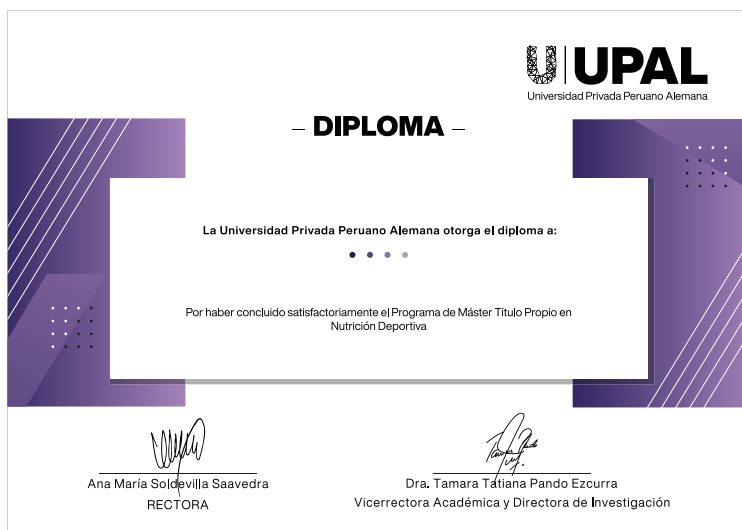 UPAL
Universidad Privada Peruano Alemana
– DIPLOMA –
La Universidad Privada Peruano Alemana otorga el diploma a:
Por haber concluido satisfactoriamente el Programa de Máster Título Propio en
Nutrición Deportiva
Ana María Soldevilla Saavedra
RECTORA
Dra. Tamara Tatiana Pando Ezcurra
Vicerrectora Académica y Directora de Investigación